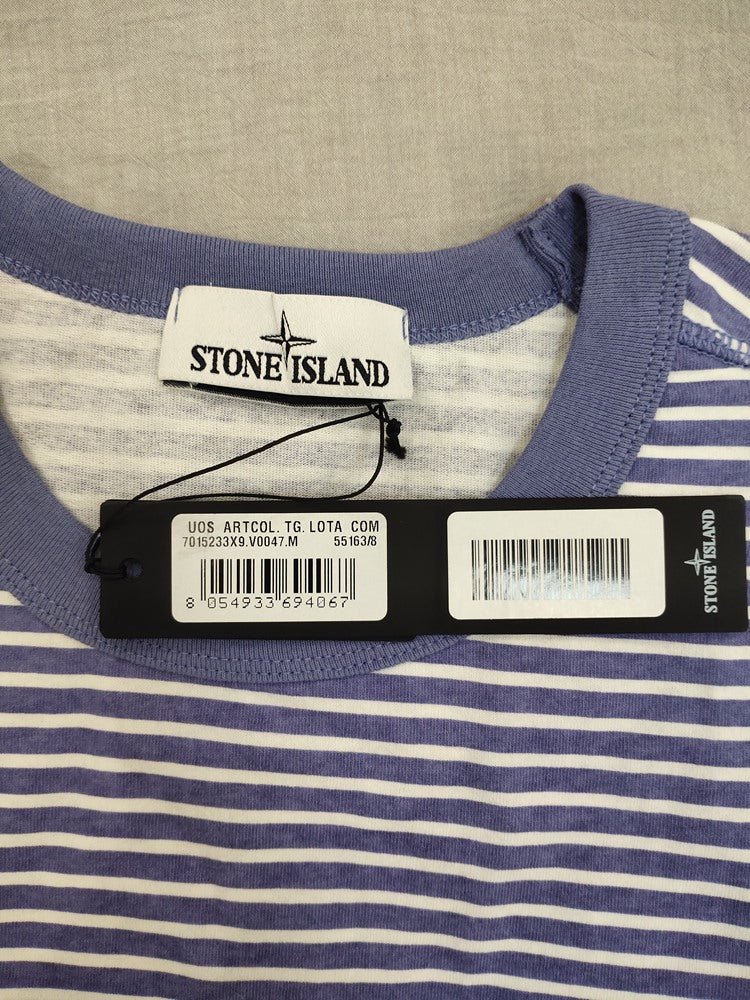 STONE ISLAND
UOS ARTCOL. TG. LOTA COM
7015233X9.V0047.M 55163/8
8 054933 694067
STONE ISLAND